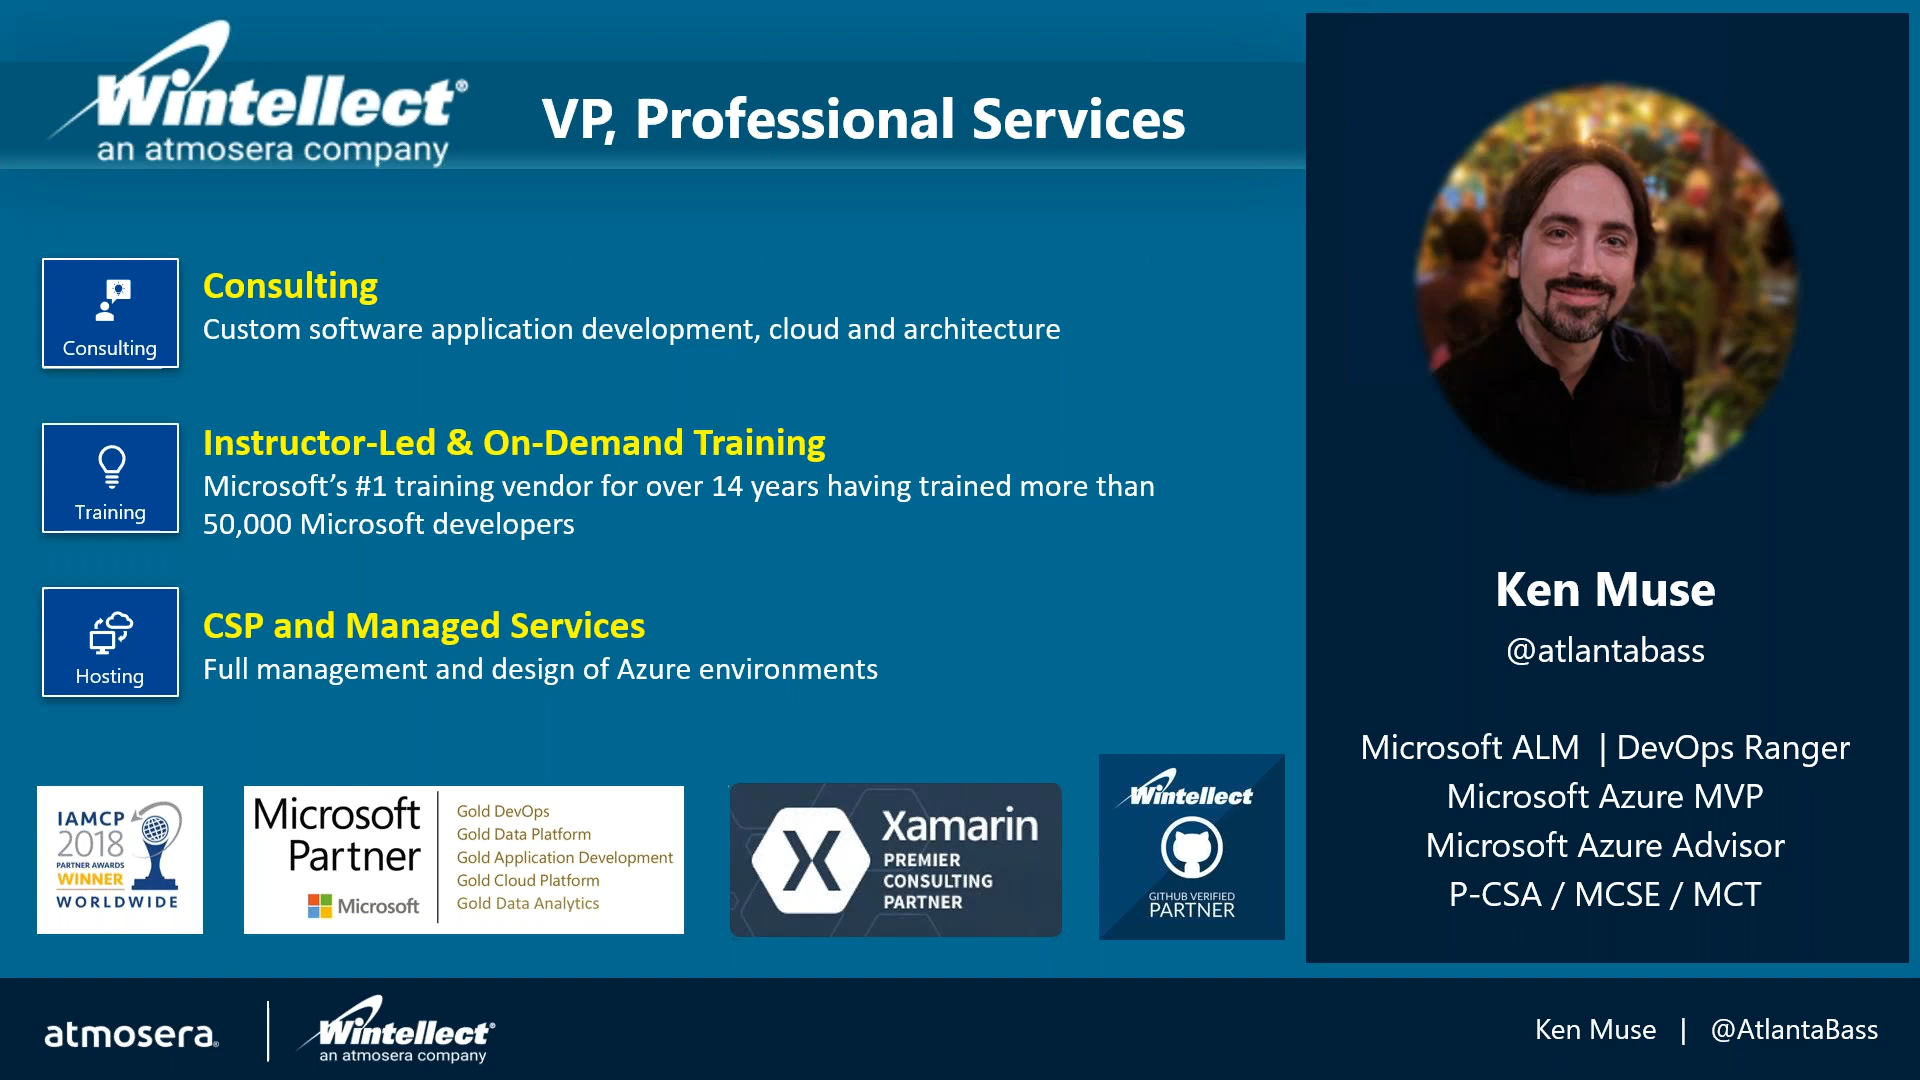 Wintellect®
an atmosera company
VP, Professional Services
Consulting
Consulting
Custom software application development, cloud and architecture
Training
Instructor-Led & On-Demand Training
Microsoft’s #1 training vendor for over 14 years having trained more than
50,000 Microsoft developers
Hosting
CSP and Managed Services
Full management and design of Azure environments
IAMCP
2018
PARTNER AWARDS
WINNER
WORLDWIDE
Microsoft
Partner
Microsoft
Gold DevOps
Gold Data Platform
Gold Application Development
Gold Cloud Platform
Gold Data Analytics
X
Xamarin
PREMIER
CONSULTING
PARTNER
Wintellect
GITHUB VERIFIED
PARTNER
Ken Muse
@atlantabass
Microsoft ALM | DevOps Ranger
Microsoft Azure MVP
Microsoft Azure Advisor
P-CSA / MCSE / MCT
atmosera®
Wintellect®
an atmosera company
Ken Muse | @AtlantaBass